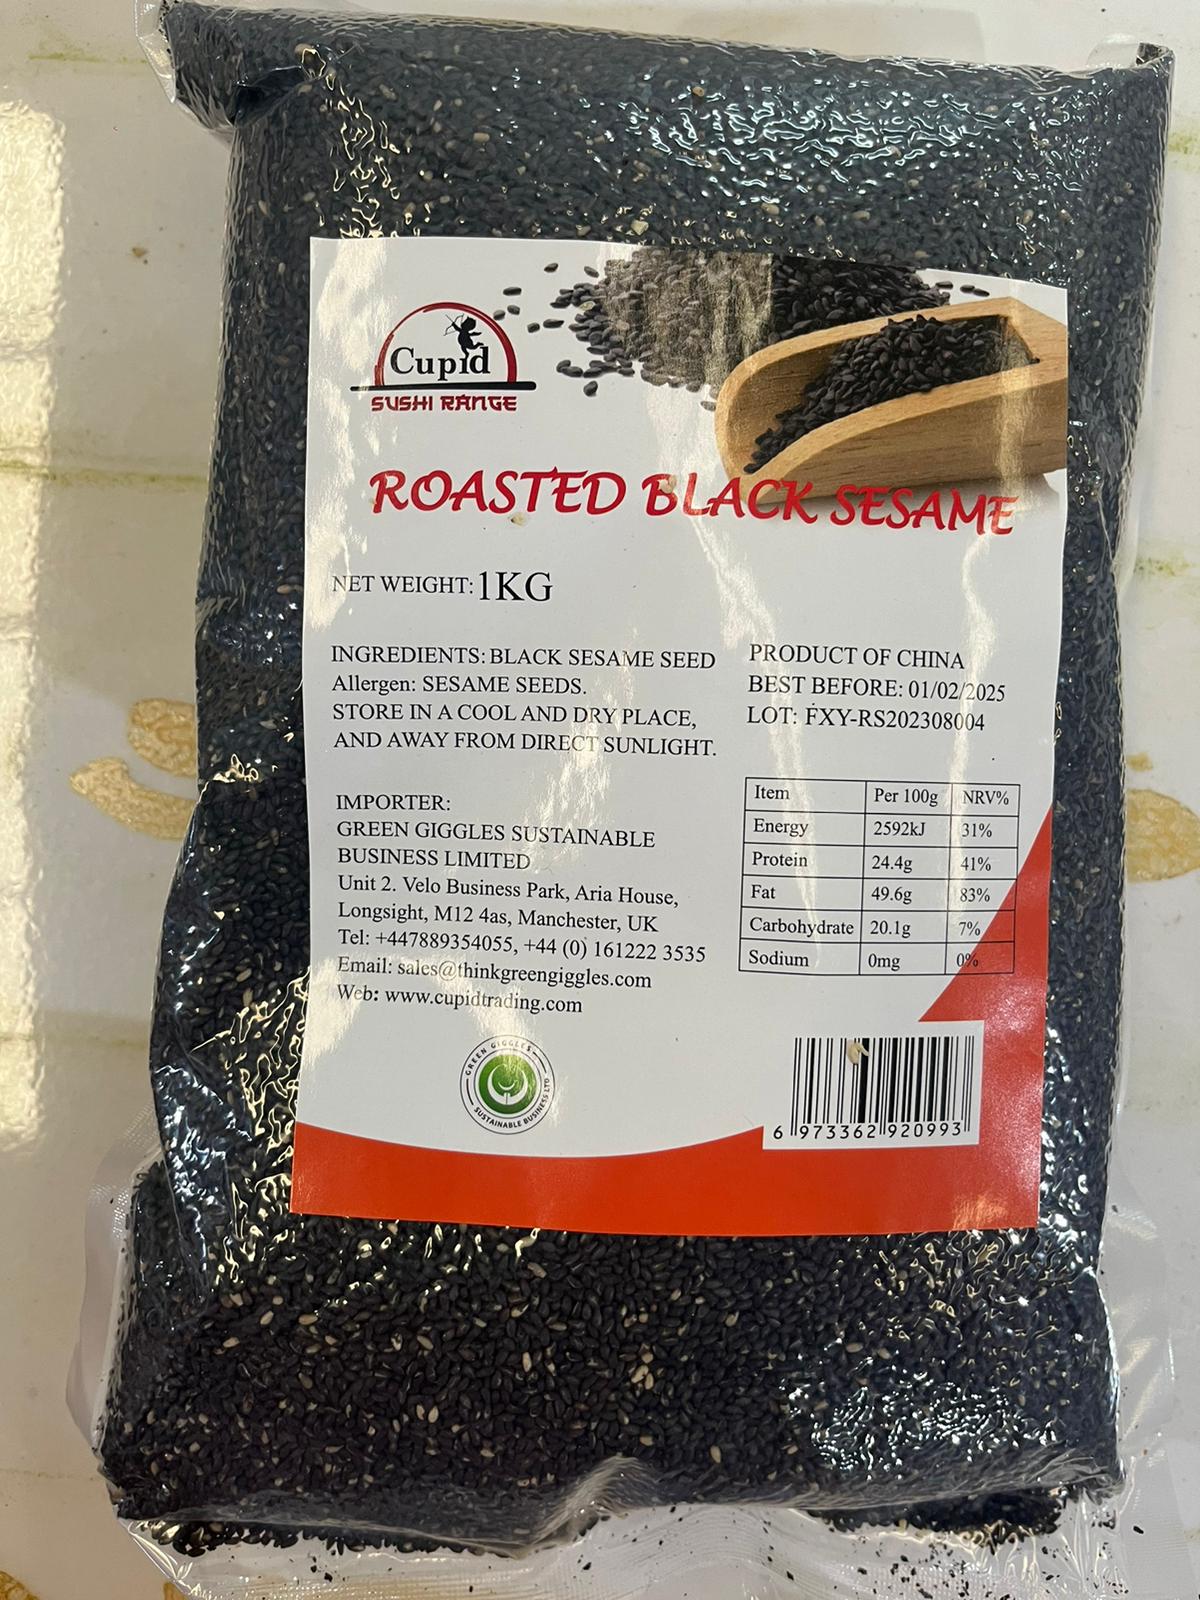 Cupid
SUSHI RANGE
ROASTED BLACK SESAME
NET WEIGHT: 1KG
INGREDIENTS: BLACK SESAME SEED
Allergen: SESAME SEEDS.
STORE IN A COOL AND DRY PLACE,
AND AWAY FROM DIRECT SUNLIGHT.
PRODUCT OF CHINA
BEST BEFORE: 01/02/2025
LOT: FXY-RS202308004
IMPORTER:
GREEN GIGGLES SUSTAINABLE
BUSINESS LIMITED
Unit 2. Velo Business Park, Aria House,
Longsight, M12 4as, Manchester, UK
Tel: +447889354055, +44 (0) 161222 3535
Email: sales@thinkgreengiggles.com
Web: www.cupidtrading.com
Item Per 100g NRV%
Energy 2592kJ 31%
Protein 24.4g 41%
Fat 49.6g 83%
Carbohydrate 20.1g 7%
Sodium 0mg 0%
GREEN GIGGLES
SUSTAINABLE BUSINESS LTD
6 973362 920993